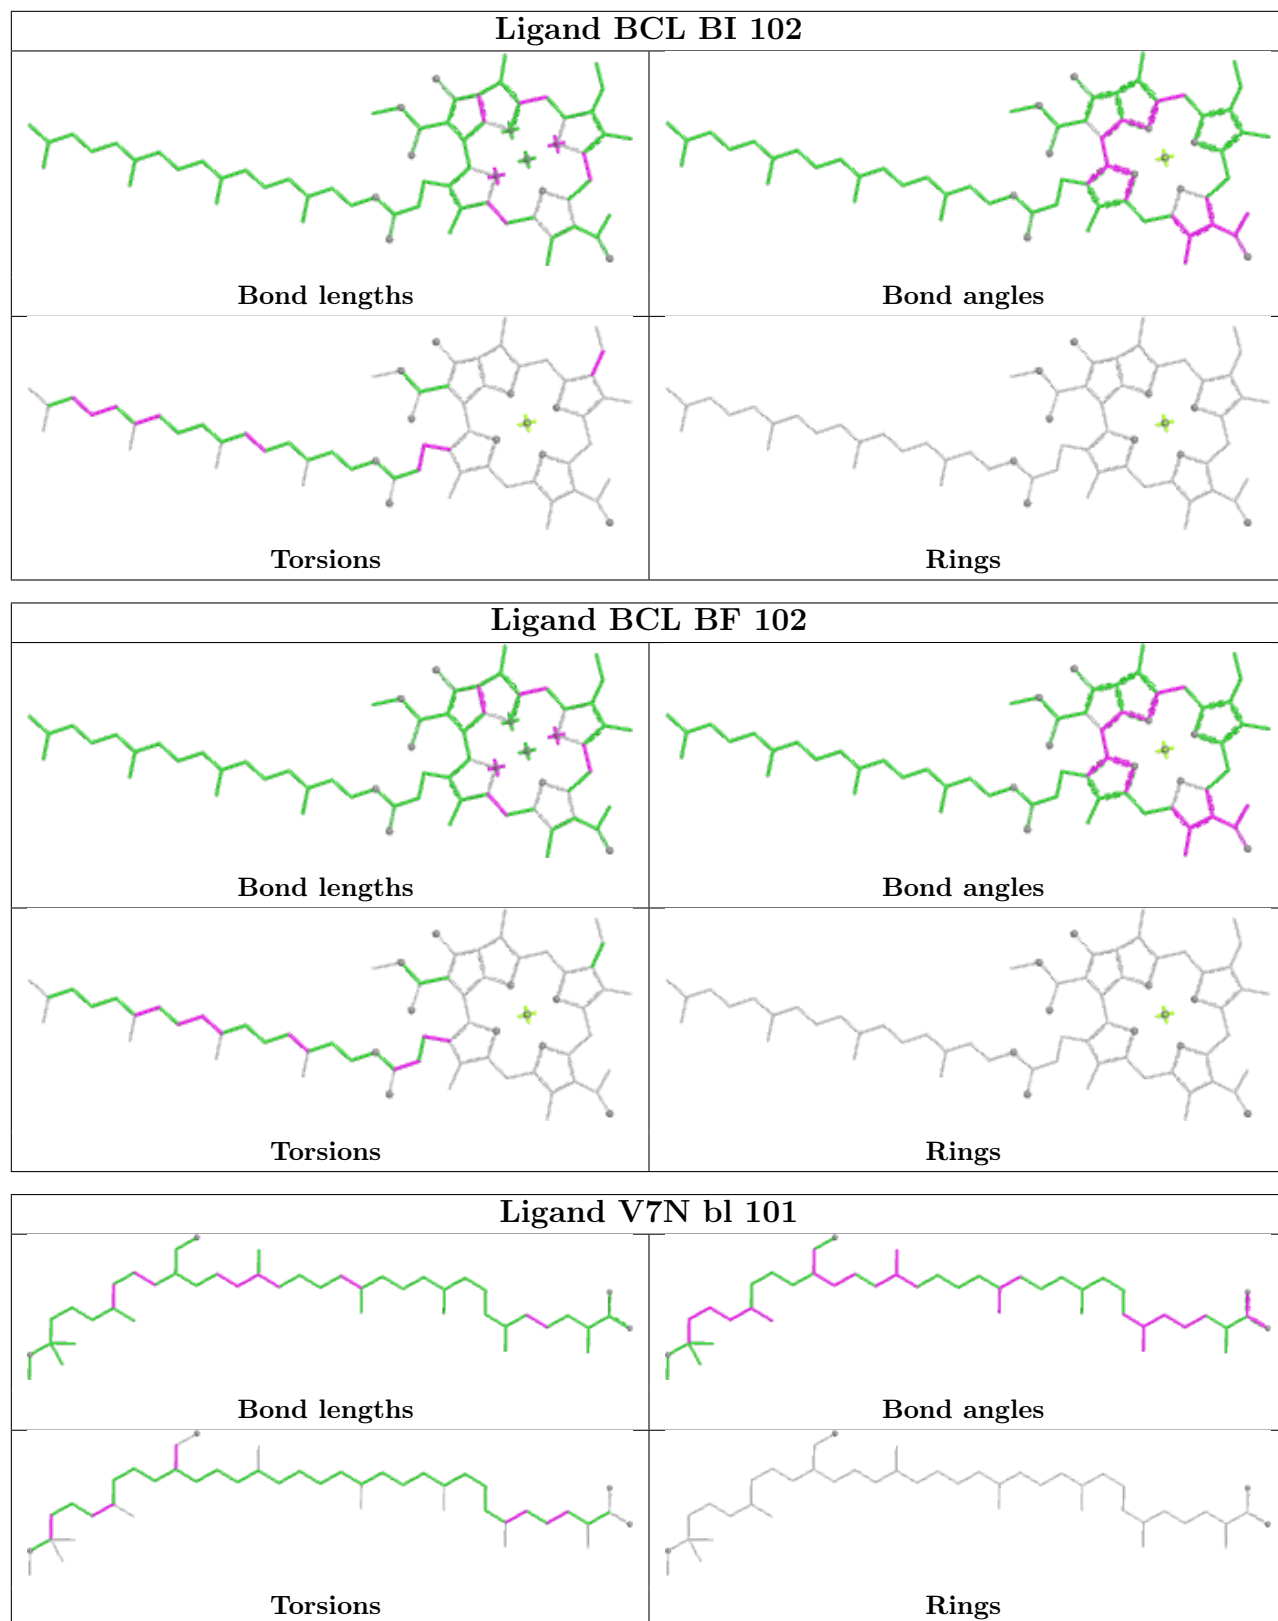 Ligand BCL BI 102
Bond lengths
Bond angles
Torsions
Rings
Ligand BCL BF 102
Bond lengths
Bond angles
Torsions
Rings
Ligand V7N bl 101
Bond lengths
Bond angles
Torsions
Rings